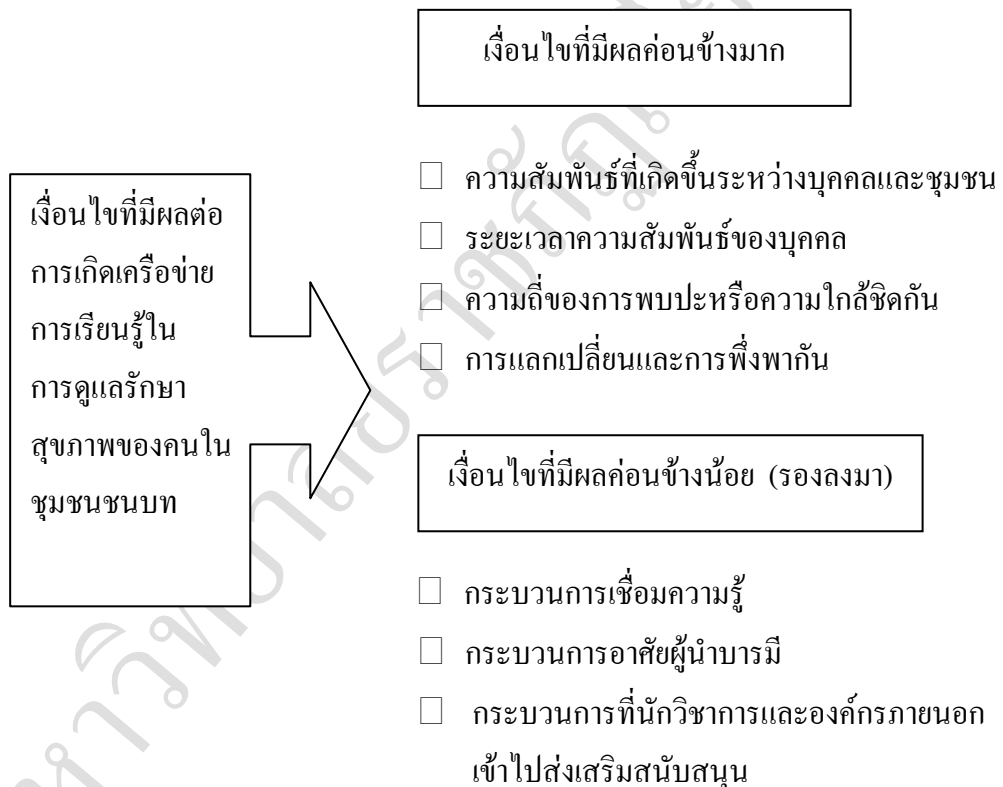 เงื่อนไขที่มีผลค่อนข้างมาก
□ ความสัมพันธ์ที่เกิดขึ้นระหว่างบุคคลและชุมชน
□ ระยะเวลาความสัมพันธ์ของบุคคล
□ ความถี่ของการพบปะหรือความใกล้ชิดกัน
□ การแลกเปลี่ยนและการพึ่งพากัน
เงื่อนไขที่มีผลต่อ
การเกิดเครือข่าย
การเรียนรู้ใน
การดูแลรักษา
สุขภาพของคนใน
ชุมชนชนบท
เงื่อนไขที่มีผลค่อนข้างน้อย (รองลงมา)
□ กระบวนการเชื่อมความรู้
□ กระบวนการอาศัยผู้นำบารมี
□ กระบวนการที่นักวิชาการและองค์กรภายนอก
เข้าไปส่งเสริมสนับสนุน